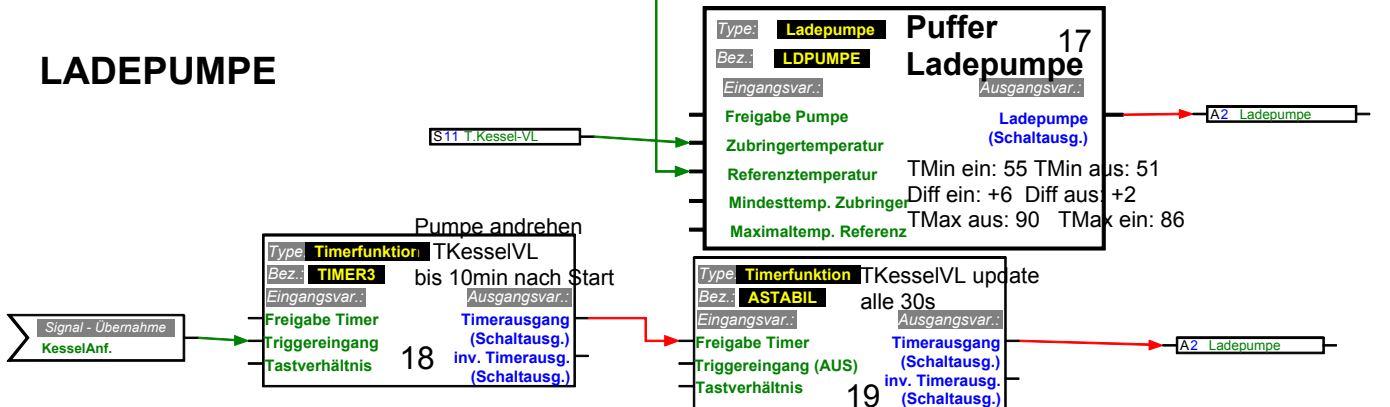 LADEPUMPE
Type: Ladepumpe
Bez.: LDPUMPE
Puffer
Ladepumpe
17
Eingangsvar.: Ausgangsvar.:
Freigabe Pumpe
Zubringertemperatur
Referenztemperatur
Mindesttemp. Zubringer
Maximaltemp. Referenz
Ladepumpe
(Schaltausg.)
TMin ein: 55 TMin aus: 51
Diff ein: +6 Diff aus: +2
TMax aus: 90 TMax ein: 86
S11 T.Kessel-VL
A2 Ladepumpe
Pumpe andrehen
TKesselVL
bis 10min nach Start
Type: Timerfunktion
Bez.: TIMER3
Eingangsvar.: Ausgangsvar.:
Freigabe Timer
Triggereingang
Tastverhältnis
18
Timerausgang
(Schaltausg.)
inv. Timerausg.
(Schaltausg.)
Signal - Übernahme
KesselAnf.
Type: Timerfunktion
Bez.: ASTABIL
TKesselVL update
alle 30s
Eingangsvar.: Ausgangsvar.:
Freigabe Timer
Triggereingang (AUS)
Tastverhältnis
19
Timerausgang
(Schaltausg.)
inv. Timerausg.
(Schaltausg.)
A2 Ladepumpe